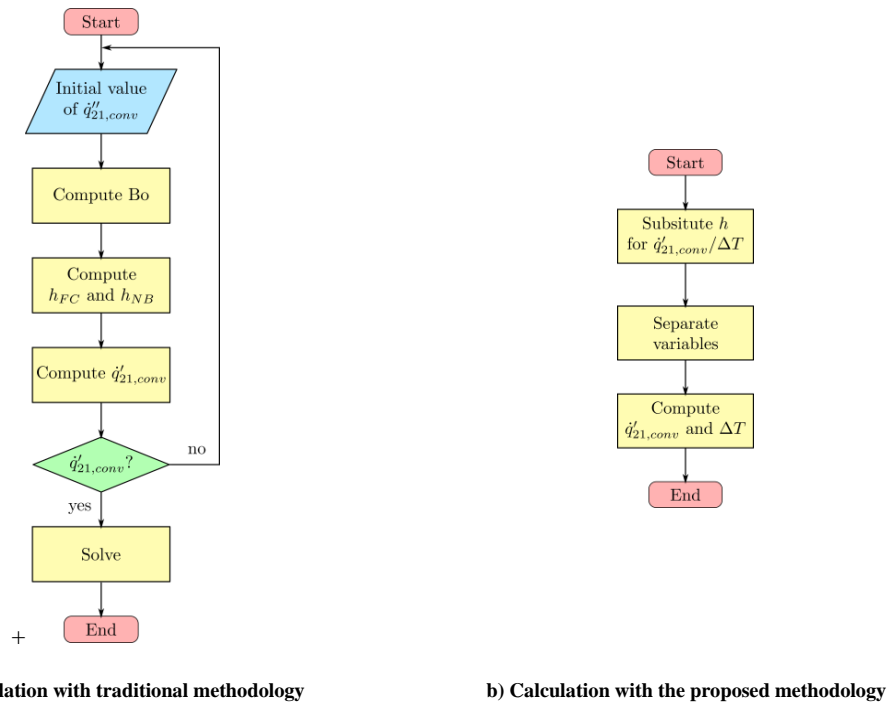 Start
Initial value
of q̇″21,conv
Compute Bo
Compute
hFC and hNB
Compute q̇′21,conv
q̇′21,conv?
no
yes
Solve
End
+
lation with traditional methodology
Start
Subsitute h
for q̇′21,conv/ΔT
Separate
variables
Compute
q̇′21,conv and ΔT
End
b) Calculation with the proposed methodology